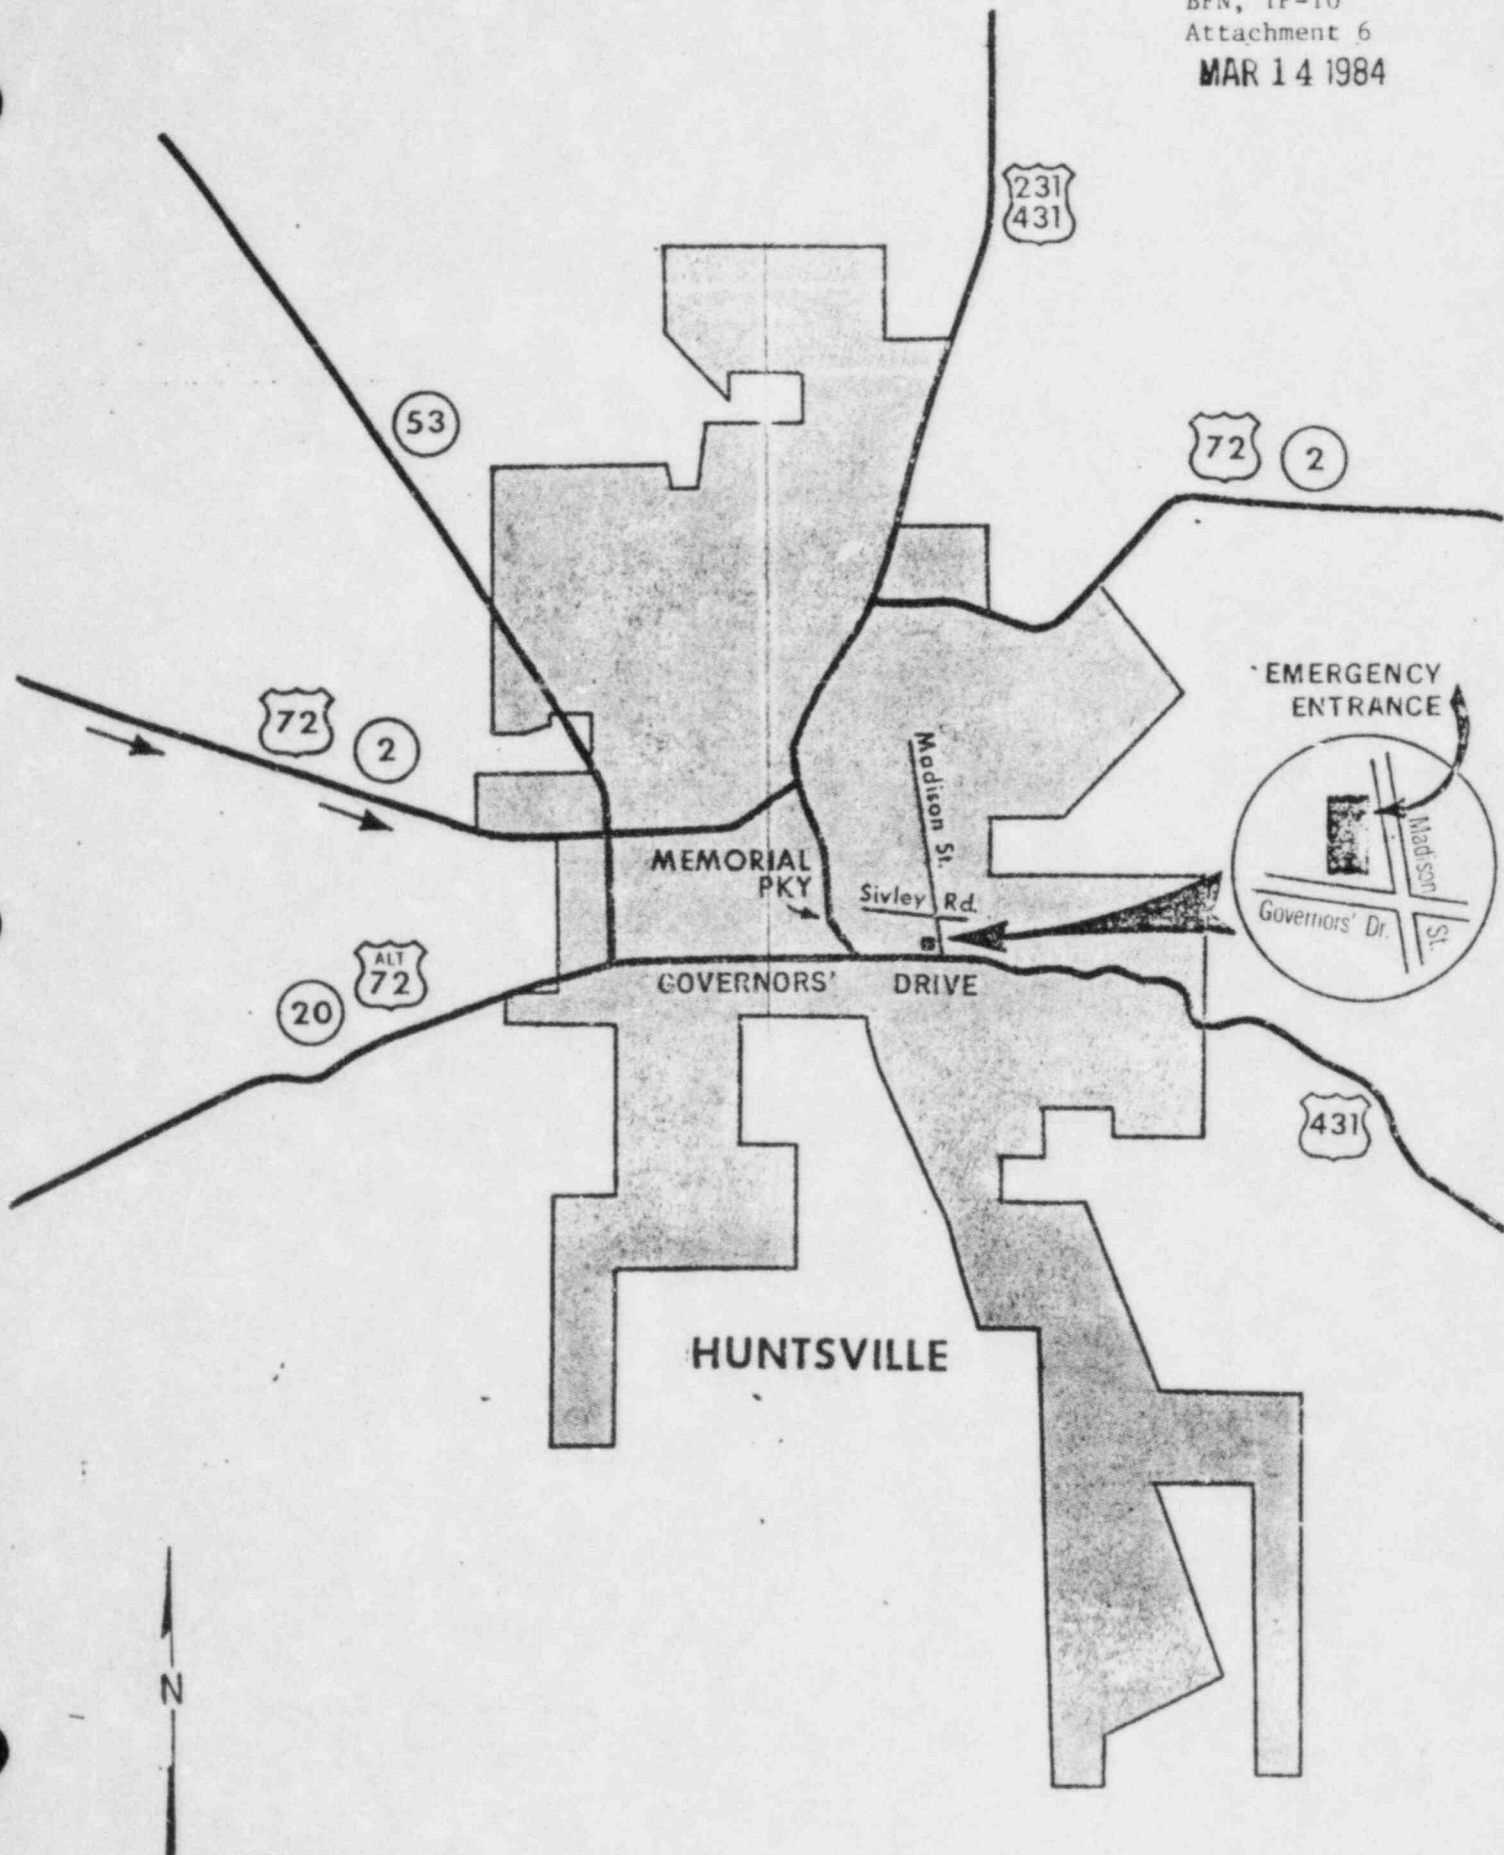 Attachment 6
MAR 14 1984
231
431
53
72
2
EMERGENCY
ENTRANCE
72
2
Madison St.
MEMORIAL
PKY
Sivley Rd.
Madison St.
Governors' Dr.
ALT
72
20
GOVERNORS' DRIVE
431
HUNTSVILLE
N